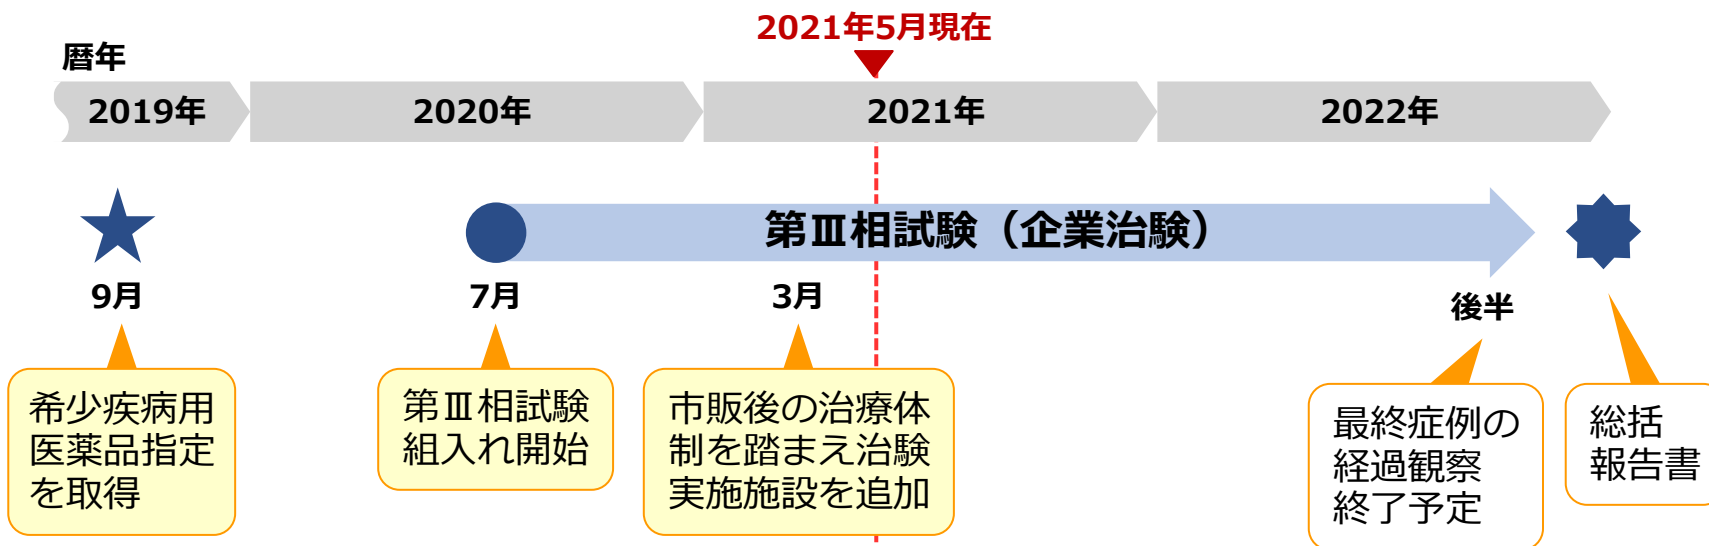 2021年5月現在
暦年
2019年
2020年
2021年
2022年
第Ⅲ相試験（企業治験）
9月
7月
3月
後半
希少疾病用
医薬品指定
を取得
第Ⅲ相試験
組入れ開始
市販後の治療体
制を踏まえ治験
実施施設を追加
最終症例の
経過観察
終了予定
総括
報告書